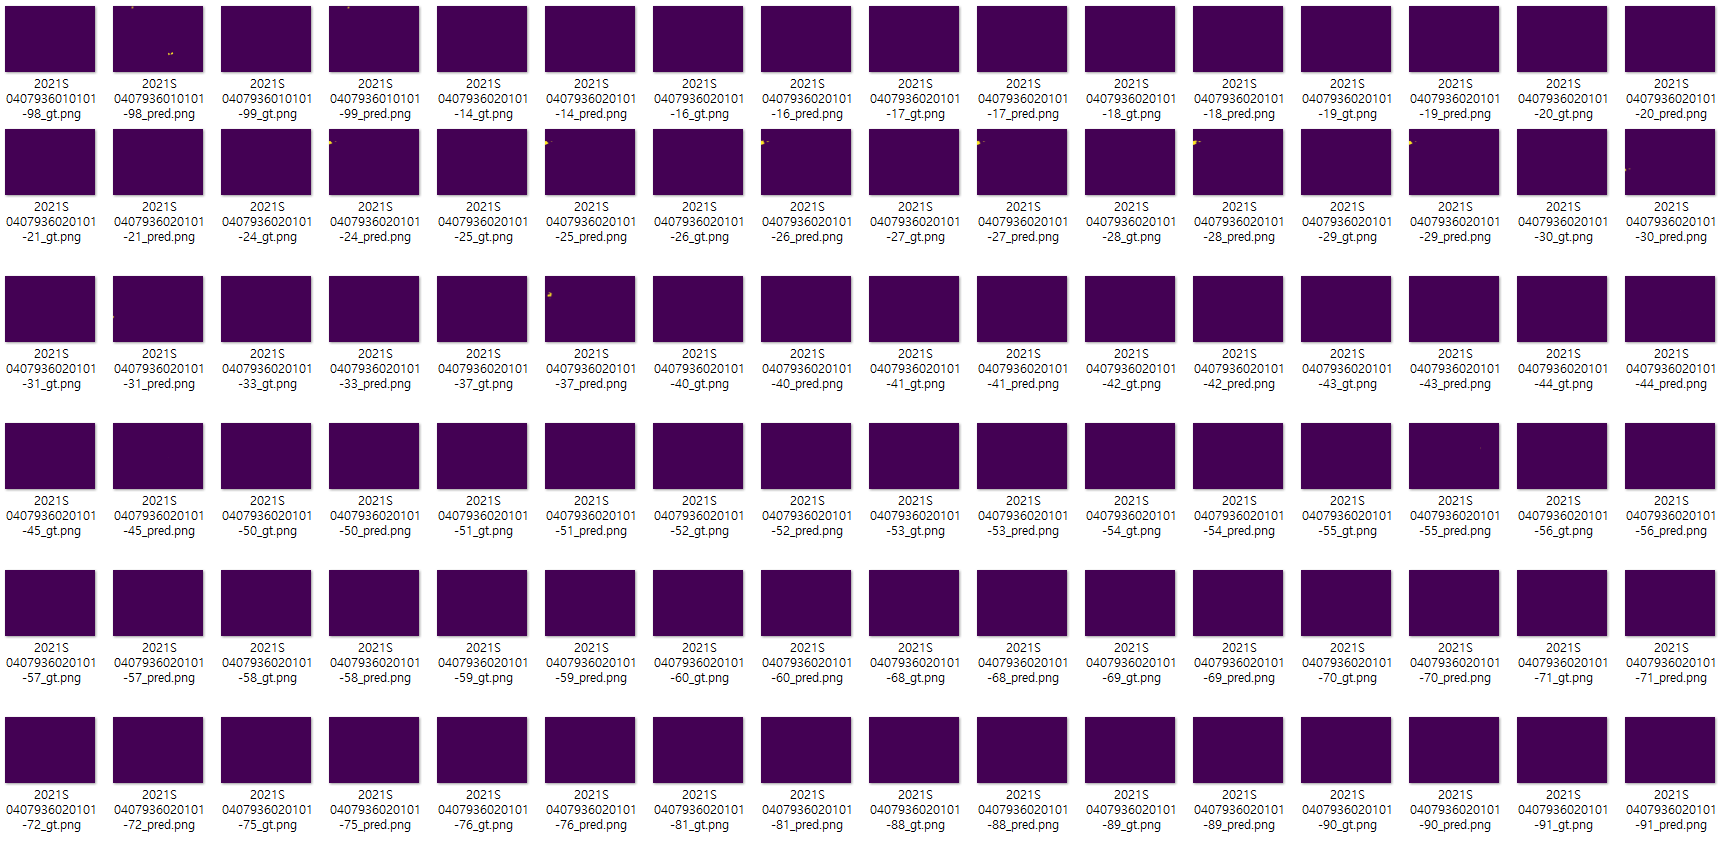 2021S 2021S 2021S 2021S 2021S 2021S 2021S 2021S 2021S 2021S 2021S 2021S 2021S 2021S 2021S 2021S
0407936010101 0407936010101 0407936010101 0407936010101 0407936020101 0407936020101 0407936020101 0407936020101 0407936020101 0407936020101 0407936020101 0407936020101 0407936020101 0407936020101 0407936020101 0407936020101
-98_gt.png -98_pred.png -99_gt.png -99_pred.png -14_gt.png -14_pred.png -16_gt.png -16_pred.png -17_gt.png -17_pred.png -18_gt.png -18_pred.png -19_gt.png -19_pred.png -20_gt.png -20_pred.png
2021S 2021S 2021S 2021S 2021S 2021S 2021S 2021S 2021S 2021S 2021S 2021S 2021S 2021S 2021S 2021S
0407936020101 0407936020101 0407936020101 0407936020101 0407936020101 0407936020101 0407936020101 0407936020101 0407936020101 0407936020101 0407936020101 0407936020101 0407936020101 0407936020101 0407936020101 0407936020101
-21_gt.png -21_pred.png -24_gt.png -24_pred.png -25_gt.png -25_pred.png -26_gt.png -26_pred.png -27_gt.png -27_pred.png -28_gt.png -28_pred.png -29_gt.png -29_pred.png -30_gt.png -30_pred.png
2021S 2021S 2021S 2021S 2021S 2021S 2021S 2021S 2021S 2021S 2021S 2021S 2021S 2021S 2021S 2021S
0407936020101 0407936020101 0407936020101 0407936020101 0407936020101 0407936020101 0407936020101 0407936020101 0407936020101 0407936020101 0407936020101 0407936020101 0407936020101 0407936020101 0407936020101 0407936020101
-31_gt.png -31_pred.png -33_gt.png -33_pred.png -37_gt.png -37_pred.png -40_gt.png -40_pred.png -41_gt.png -41_pred.png -42_gt.png -42_pred.png -43_gt.png -43_pred.png -44_gt.png -44_pred.png
2021S 2021S 2021S 2021S 2021S 2021S 2021S 2021S 2021S 2021S 2021S 2021S 2021S 2021S 2021S 2021S
0407936020101 0407936020101 0407936020101 0407936020101 0407936020101 0407936020101 0407936020101 0407936020101 0407936020101 0407936020101 0407936020101 0407936020101 0407936020101 0407936020101 0407936020101 0407936020101
-45_gt.png -45_pred.png -50_gt.png -50_pred.png -51_gt.png -51_pred.png -52_gt.png -52_pred.png -53_gt.png -53_pred.png -54_gt.png -54_pred.png -55_gt.png -55_pred.png -56_gt.png -56_pred.png
2021S 2021S 2021S 2021S 2021S 2021S 2021S 2021S 2021S 2021S 2021S 2021S 2021S 2021S 2021S 2021S
0407936020101 0407936020101 0407936020101 0407936020101 0407936020101 0407936020101 0407936020101 0407936020101 0407936020101 0407936020101 0407936020101 0407936020101 0407936020101 0407936020101 0407936020101 0407936020101
-57_gt.png -57_pred.png -58_gt.png -58_pred.png -59_gt.png -59_pred.png -60_gt.png -60_pred.png -68_gt.png -68_pred.png -69_gt.png -69_pred.png -70_gt.png -70_pred.png -71_gt.png -71_pred.png
2021S 2021S 2021S 2021S 2021S 2021S 2021S 2021S 2021S 2021S 2021S 2021S 2021S 2021S 2021S 2021S
0407936020101 0407936020101 0407936020101 0407936020101 0407936020101 0407936020101 0407936020101 0407936020101 0407936020101 0407936020101 0407936020101 0407936020101 0407936020101 0407936020101 0407936020101 0407936020101
-72_gt.png -72_pred.png -75_gt.png -75_pred.png -76_gt.png -76_pred.png -81_gt.png -81_pred.png -88_gt.png -88_pred.png -89_gt.png -89_pred.png -90_gt.png -90_pred.png -91_gt.png -91_pred.png